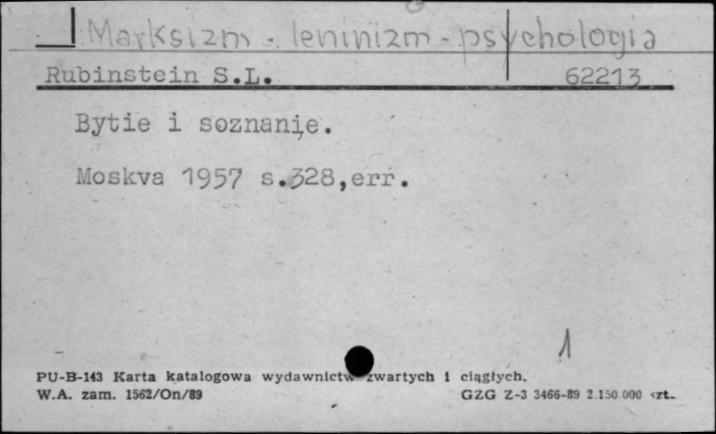 Marksizm - leninizm - psychologia
Rubinstein S.L. 62213
Bytie i soznanie.
Moskva 1957 s.328,err.
1
PU-B-143 Karta katalogowa wydawnictw zwartych i ciągłych.
W.A. zam. 1562/On/89 GZG Z-3 3466-89 2.150 000 szt.